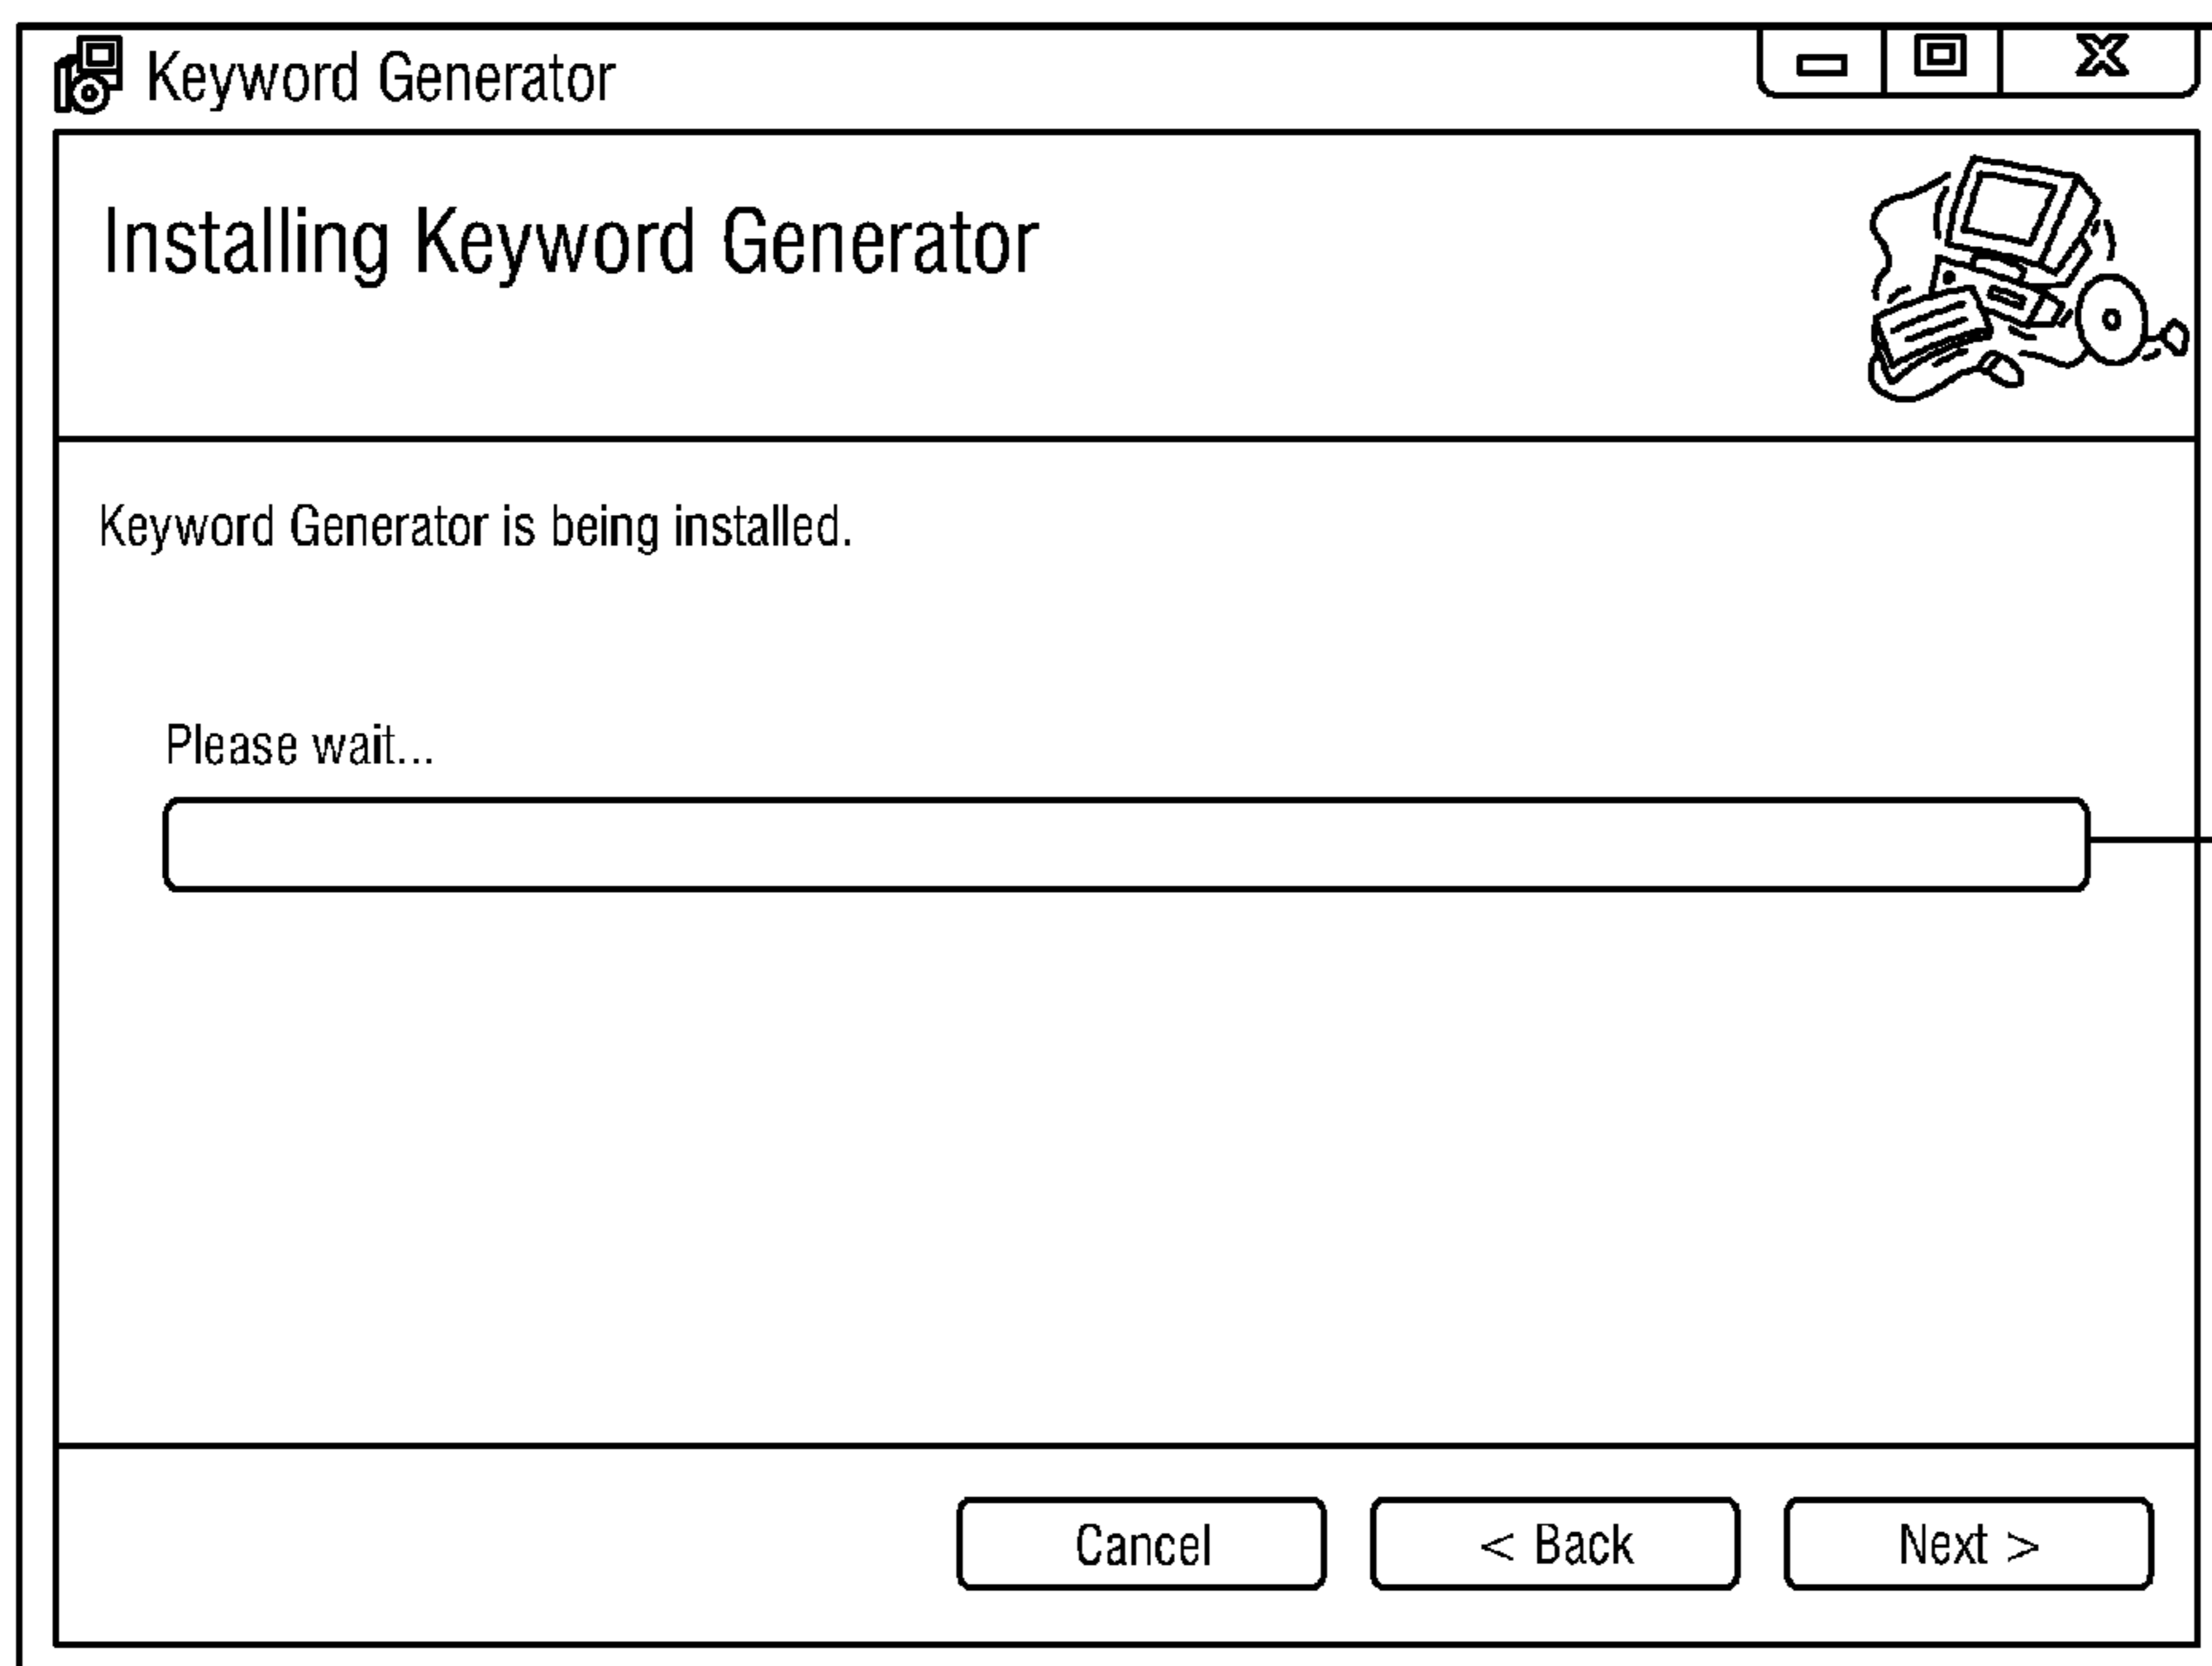 Keyword Generator
Installing Keyword Generator
Keyword Generator is being installed.
Please wait...
Cancel
< Back
Next >